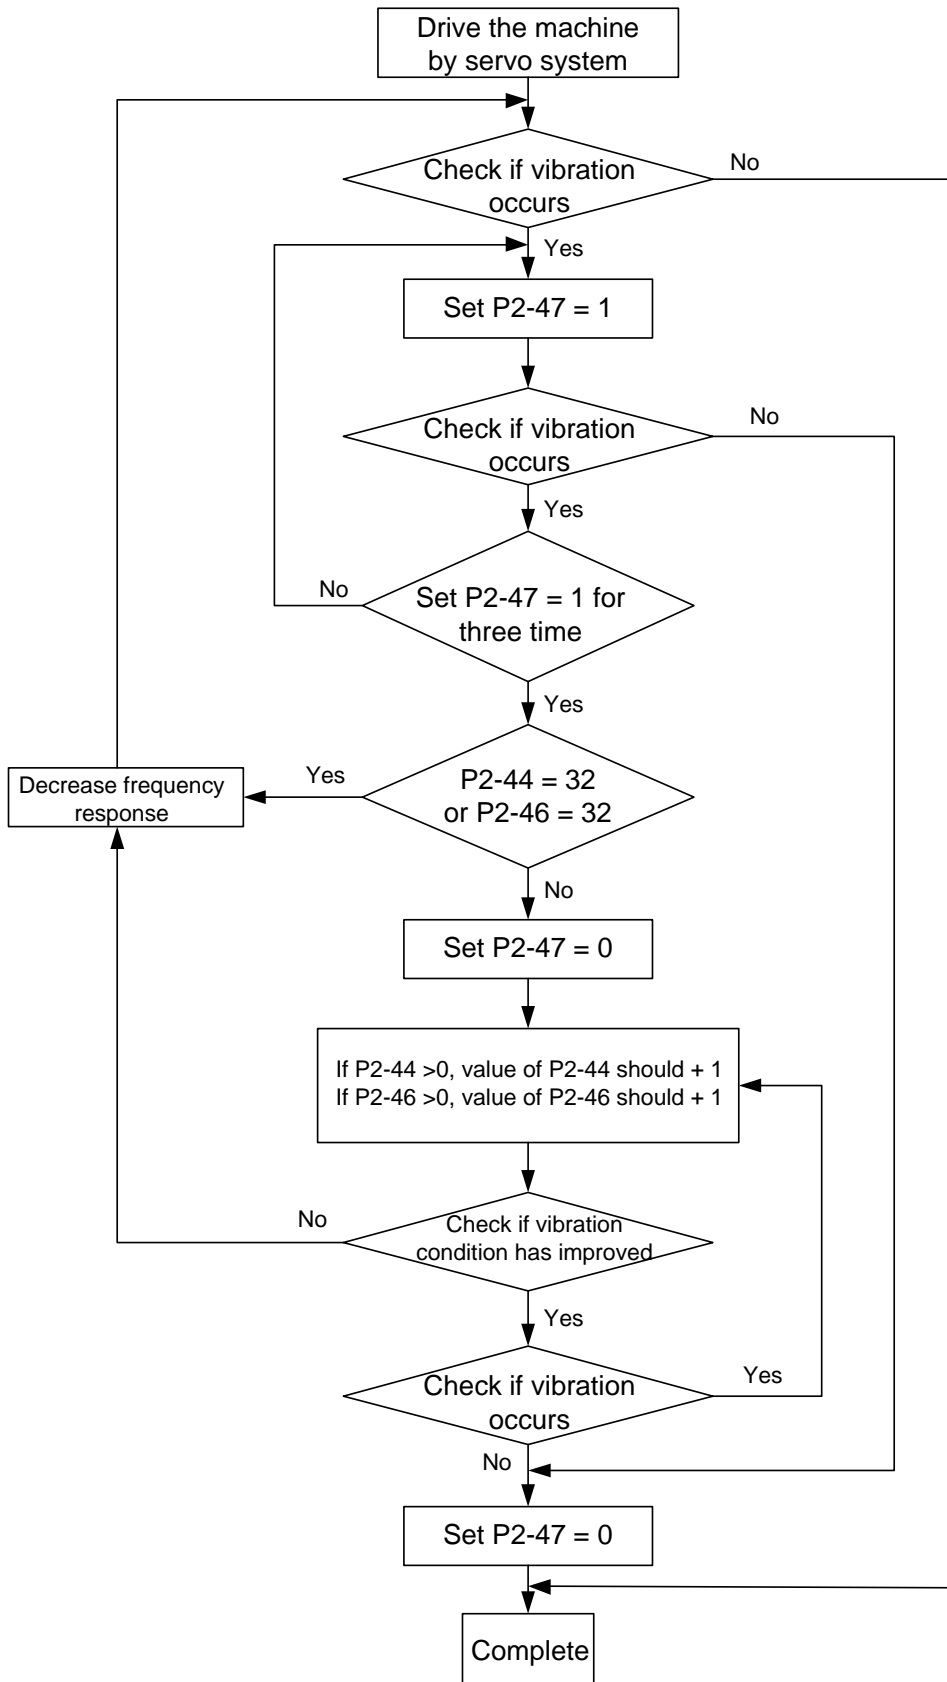 Drive the machine
by servo system
Check if vibration
occurs
No
Yes
Set P2-47 = 1
Check if vibration
occurs
No
Yes
Set P2-47 = 1 for
three time
No
Yes
P2-44 = 32
or P2-46 = 32
Yes
Decrease frequency
response
No
Set P2-47 = 0
If P2-44 >0, value of P2-44 should + 1
If P2-46 >0, value of P2-46 should + 1
Check if vibration
condition has improved
No
Yes
Check if vibration
occurs
Yes
No
Set P2-47 = 0
Complete